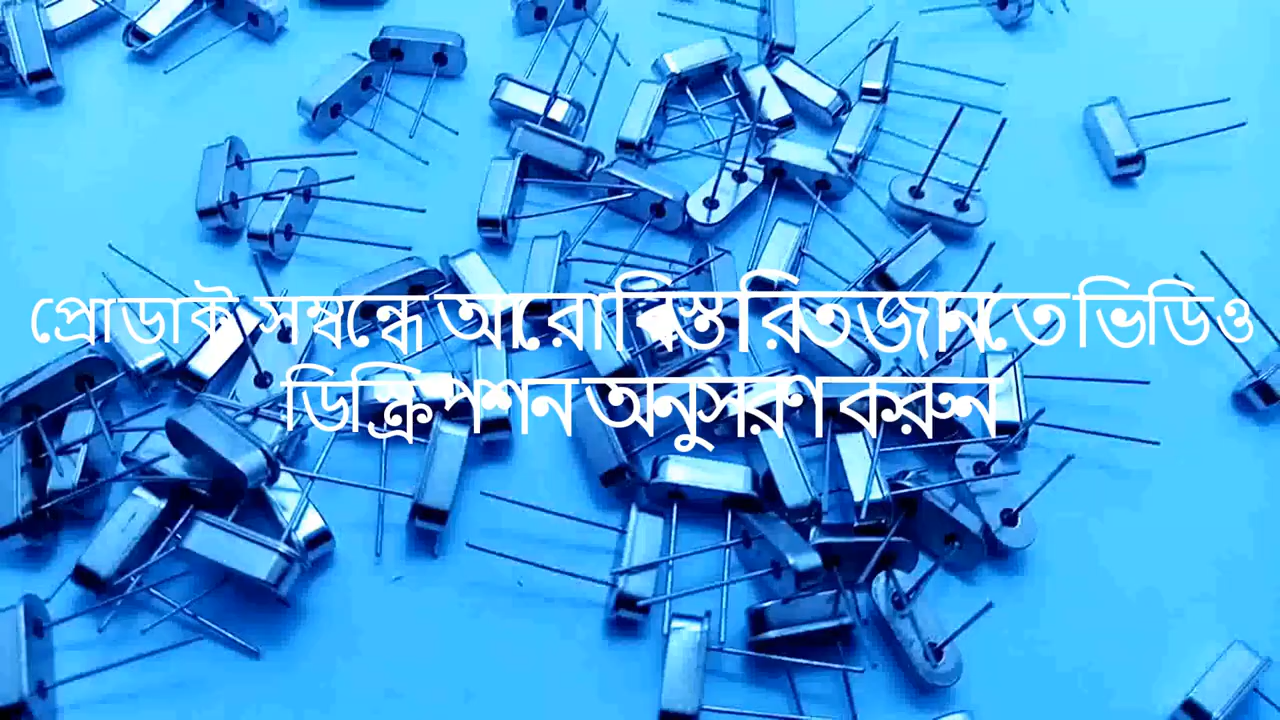 প্রোডাক্ট সম্বন্ধে আরো বিস্তারিত জানতে ভিডিও
ডিস্ক্রিপশন অনুসরণ করুন